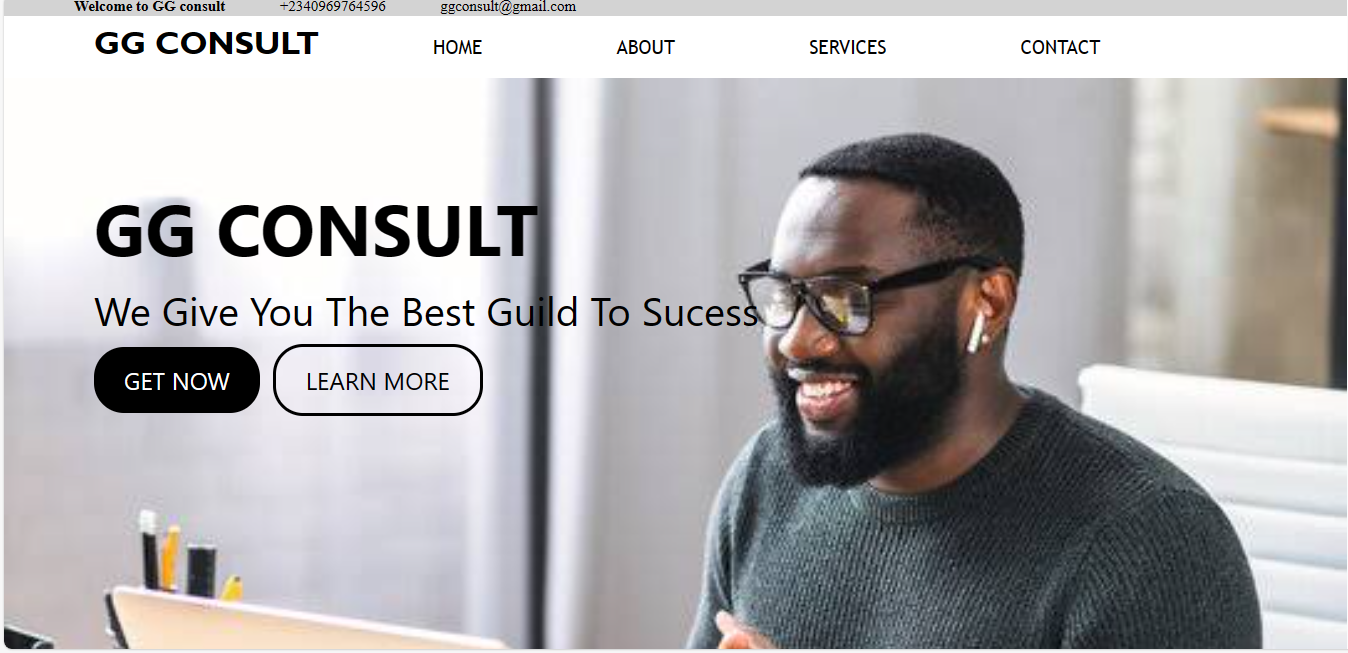 Welcome to GG consult +2340969764596 ggconsult@gmail.com
GG CONSULT HOME ABOUT SERVICES CONTACT
GG CONSULT
We Give You The Best Guild To Sucess
GET NOW LEARN MORE